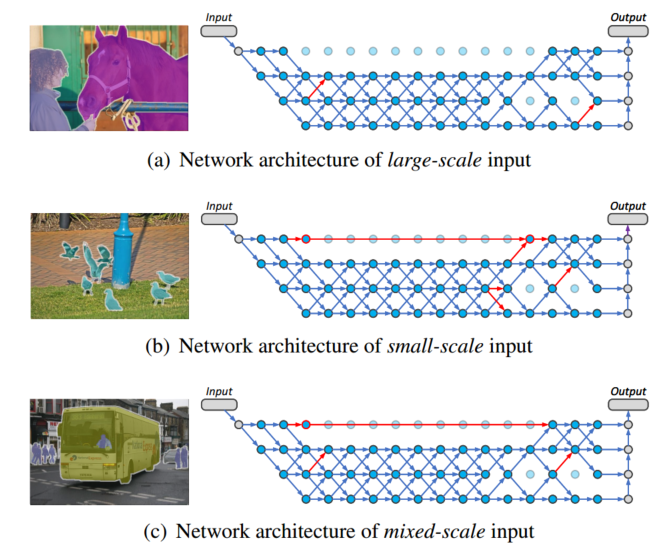 Input
Output
(a) Network architecture of large-scale input
Input
Output
(b) Network architecture of small-scale input
Input
Output
(c) Network architecture of mixed-scale input